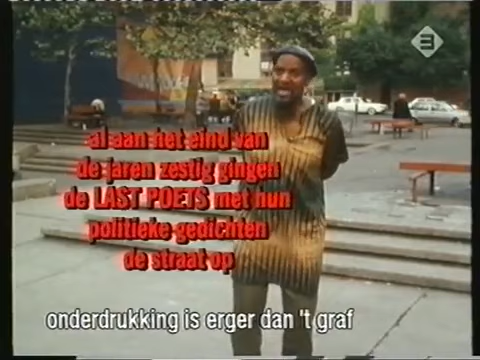 3
al aan het eind van
de jaren zestig gingen
de LAST POETS met hun
politieke gedichten
de straat op
onderdrukking is erger dan 't graf